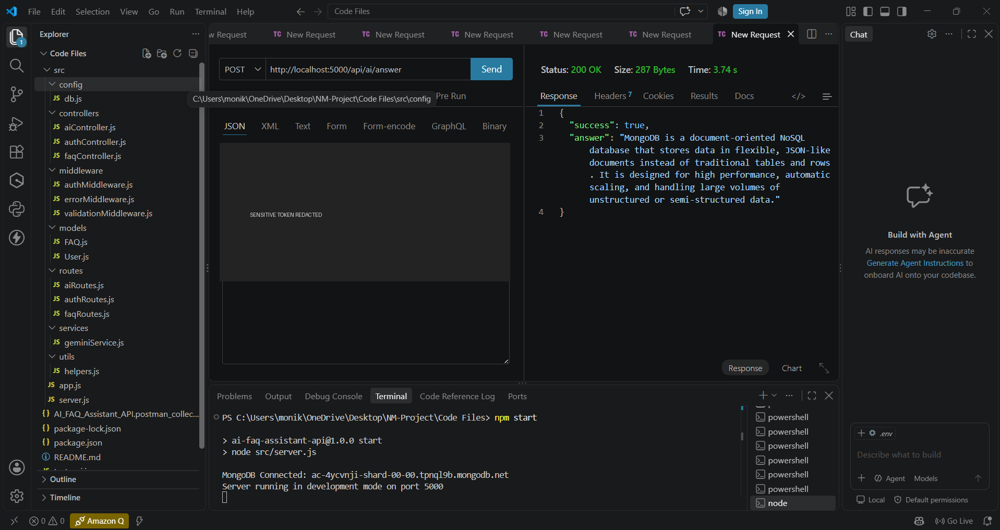 File Edit Selection View Go Run Terminal Help
Code Files
Sign In
Explorer
Code Files
src
config
JS db.js
controllers
JS aiController.js
JS authController.js
JS faqController.js
middleware
JS authMiddleware.js
JS errorMiddleware.js
JS validationMiddleware.js
models
JS FAQ.js
JS User.js
routes
JS aiRoutes.js
JS authRoutes.js
JS faqRoutes.js
services
JS geminiService.js
utils
JS helpers.js
JS app.js
JS server.js
{} AI_FAQ_Assistant_API.postman_collec...
{} package-lock.json
{} package.json
README.md
Outline
Timeline
1
w Request TC New Request TC New Request TC New Request TC New Request TC New Request TC New Request
POST http://localhost:5000/api/ai/answer Send
C:\Users\monik\OneDrive\Desktop\NM-Project\Code Files\src\config
Pre Run
JSON XML Text Form Form-encode GraphQL Binary
SENSITIVE TOKEN REDACTED
Status: 200 OK Size: 287 Bytes Time: 3.74 s
Response Headers 7 Cookies Results Docs </>
1 {
2 "success": true,
3 "answer": "MongoDB is a document-oriented NoSQL
database that stores data in flexible, JSON-like
documents instead of traditional tables and rows
. It is designed for high performance, automatic
scaling, and handling large volumes of
unstructured or semi-structured data."
4 }
Response Chart
Problems Output Debug Console Terminal Code Reference Log Ports
PS C:\Users\monik\OneDrive\Desktop\NM-Project\Code Files> npm start
> ai-faq-assistant-api@1.0.0 start
> node src/server.js
MongoDB Connected: ac-4ycvnji-shard-00-00.tpnql9b.mongodb.net
Server running in development mode on port 5000
powershell
powershell
powershell
powershell
powershell
powershell
node
Chat
Build with Agent
AI responses may be inaccurate
Generate Agent Instructions to
onboard AI onto your codebase.
.env
Describe what to build
Agent Models
Local Default permissions
0 0 Amazon Q
Go Live